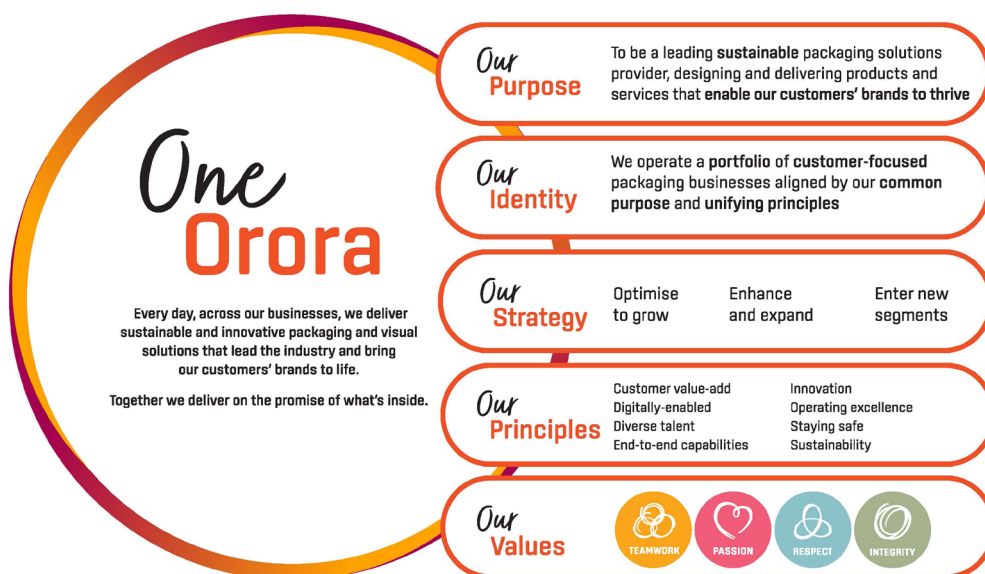 One
Orora
Every day, across our businesses, we deliver
sustainable and innovative packaging and visual
solutions that lead the industry and bring
our customers' brands to life.
Together we deliver on the promise of what's inside.
Our
Purpose
To be a leading sustainable packaging solutions
provider, designing and delivering products and
services that enable our customers' brands to thrive
Our
Identity
We operate a portfolio of customer-focused
packaging businesses aligned by our common
purpose and unifying principles
Our
Strategy
Optimise
to grow
Enhance
and expand
Enter new
segments
Our
Principles
Customer value-add
Digitally-enabled
Diverse talent
End-to-end capabilities
Innovation
Operating excellence
Staying safe
Sustainability
Our
Values
TEAMWORK
PASSION
RESPECT
INTEGRITY